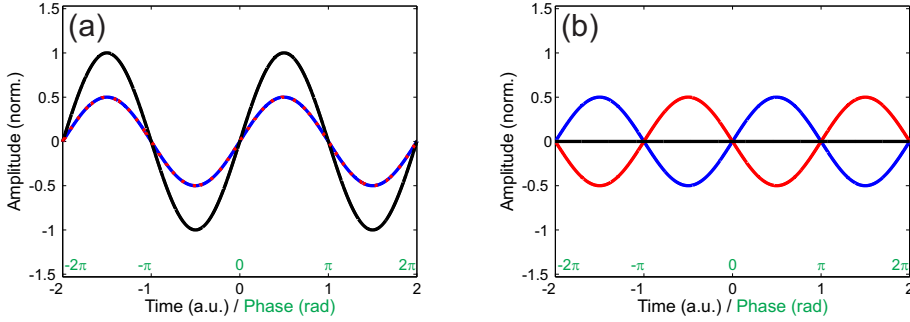 (a)
Amplitude (norm.)
1.5
1
0.5
0
-0.5
-1
-1.5
-2π -π 0 π 2π
-2 -1 0 1 2
Time (a.u.) / Phase (rad)
(b)
Amplitude (norm.)
1.5
1
0.5
0
-0.5
-1
-1.5
-2π -π 0 π 2π
-2 -1 0 1 2
Time (a.u.) / Phase (rad)